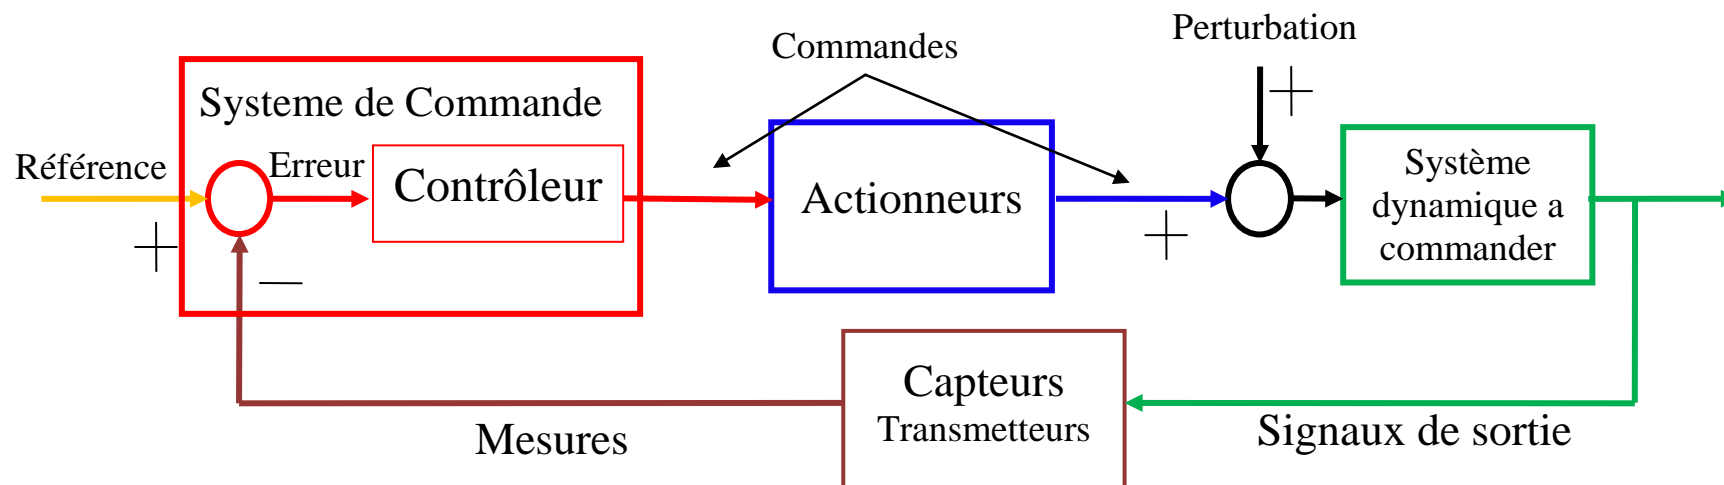 Perturbation
Commandes
Systeme de Commande
Référence
Erreur
Contrôleur
Actionneurs
Système
dynamique a
commander
+
−
+
+
Capteurs
Transmetteurs
Mesures
Signaux de sortie